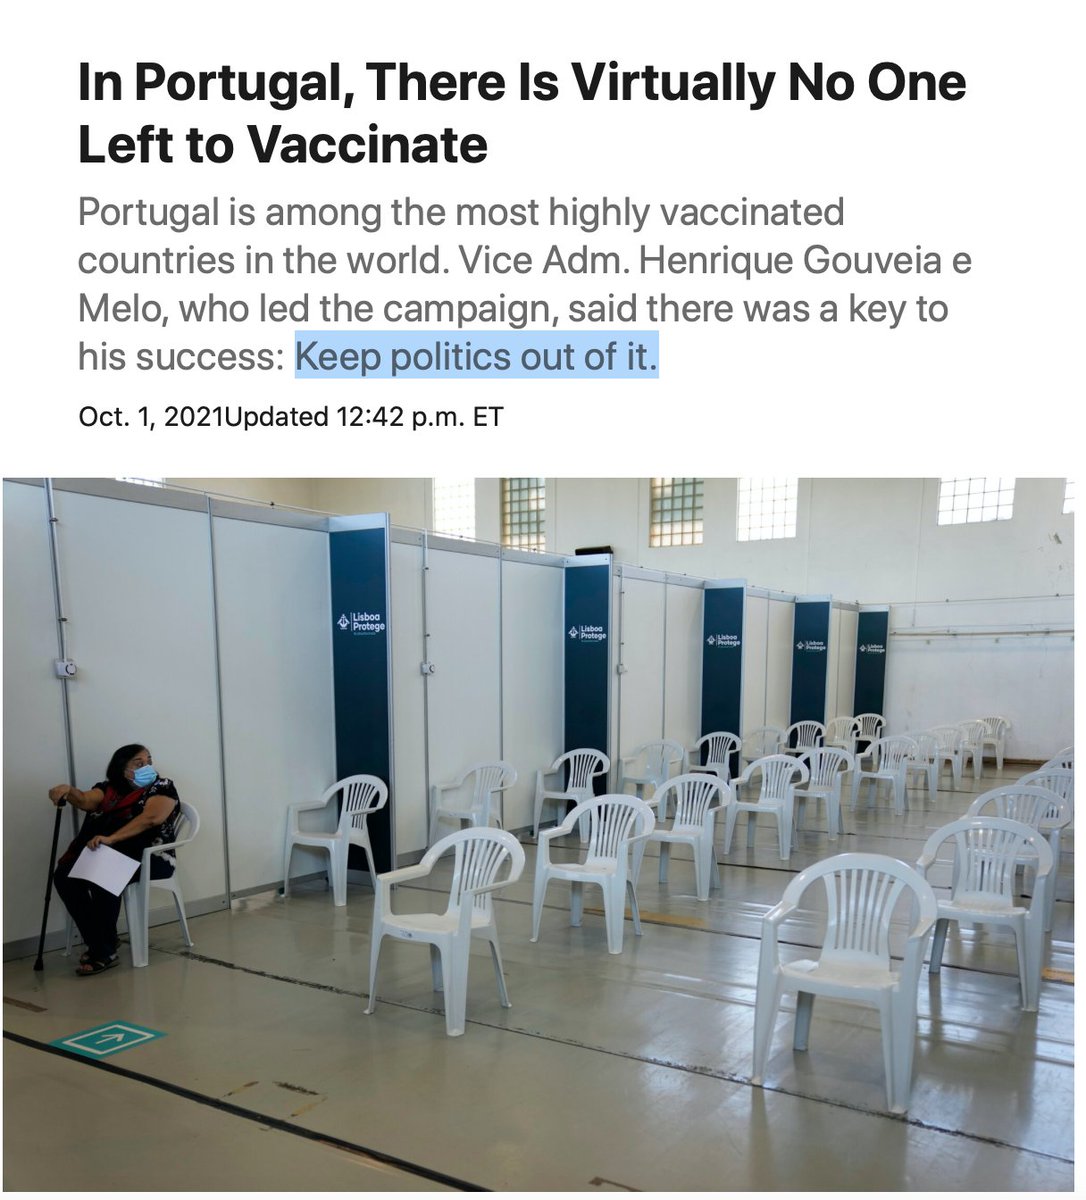 In Portugal, There Is Virtually No One
Left to Vaccinate
Portugal is among the most highly vaccinated
countries in the world. Vice Adm. Henrique Gouveia e
Melo, who led the campaign, said there was a key to
his success: Keep politics out of it.
Oct. 1, 2021Updated 12:42 p.m. ET
Lisboa
Protege
Lisboa
Protege
Lisboa
Protege
Lisboa
Protege
Lisboa
Protege